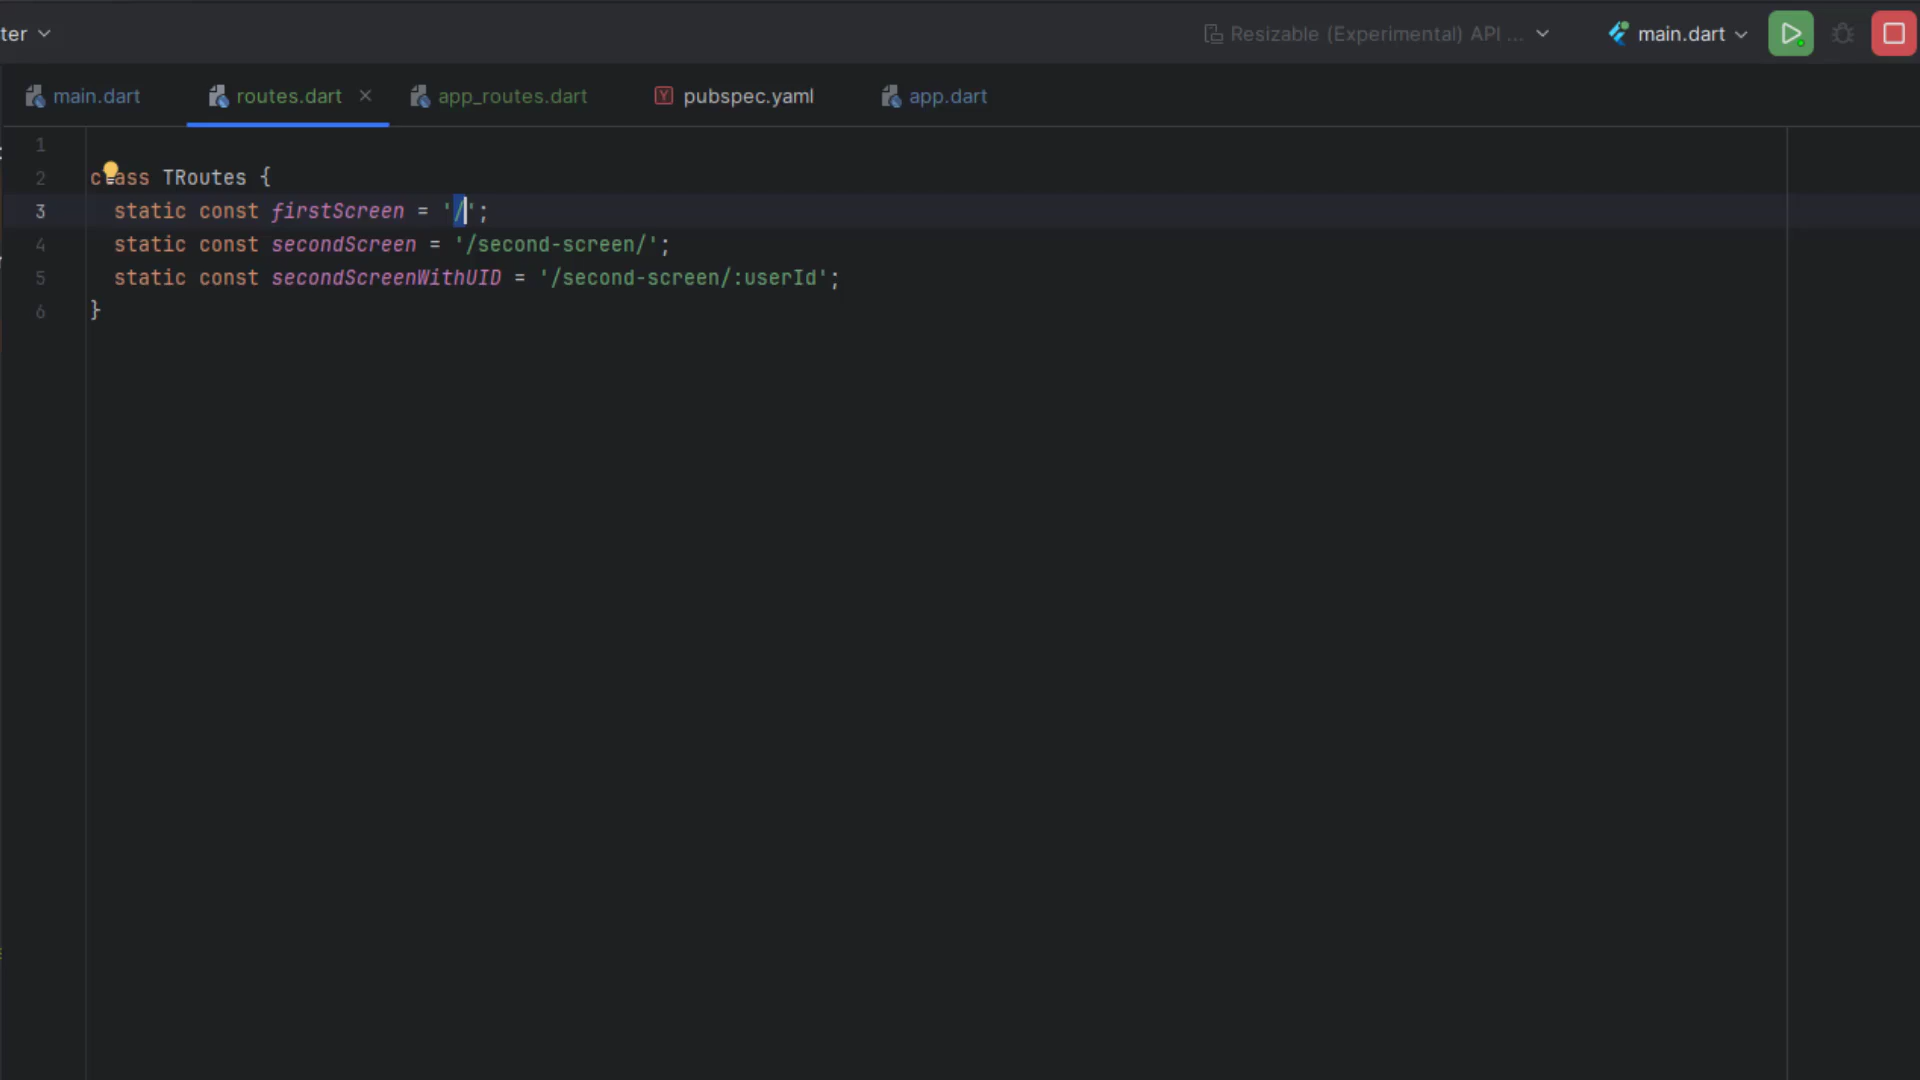 ter
Resizable (Experimental) API ...
main.dart
main.dart
routes.dart
app_routes.dart
pubspec.yaml
app.dart
1
2 class TRoutes {
3 static const firstScreen = '/';
4 static const secondScreen = '/second-screen/';
5 static const secondScreenWithUID = '/second-screen/:userId';
6 }